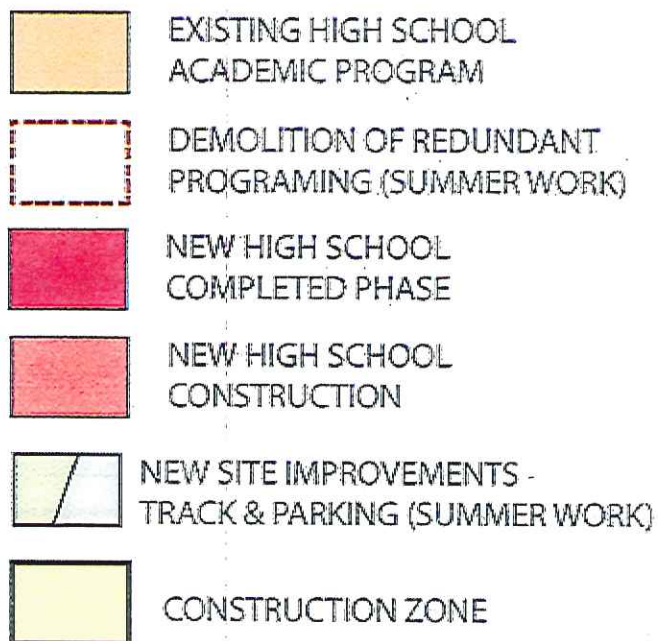 EXISTING HIGH SCHOOL
ACADEMIC PROGRAM
DEMOLITION OF REDUNDANT
PROGRAMING (SUMMER WORK)
NEW HIGH SCHOOL
COMPLETED PHASE
NEW HIGH SCHOOL
CONSTRUCTION
NEW SITE IMPROVEMENTS -
TRACK & PARKING (SUMMER WORK)
CONSTRUCTION ZONE